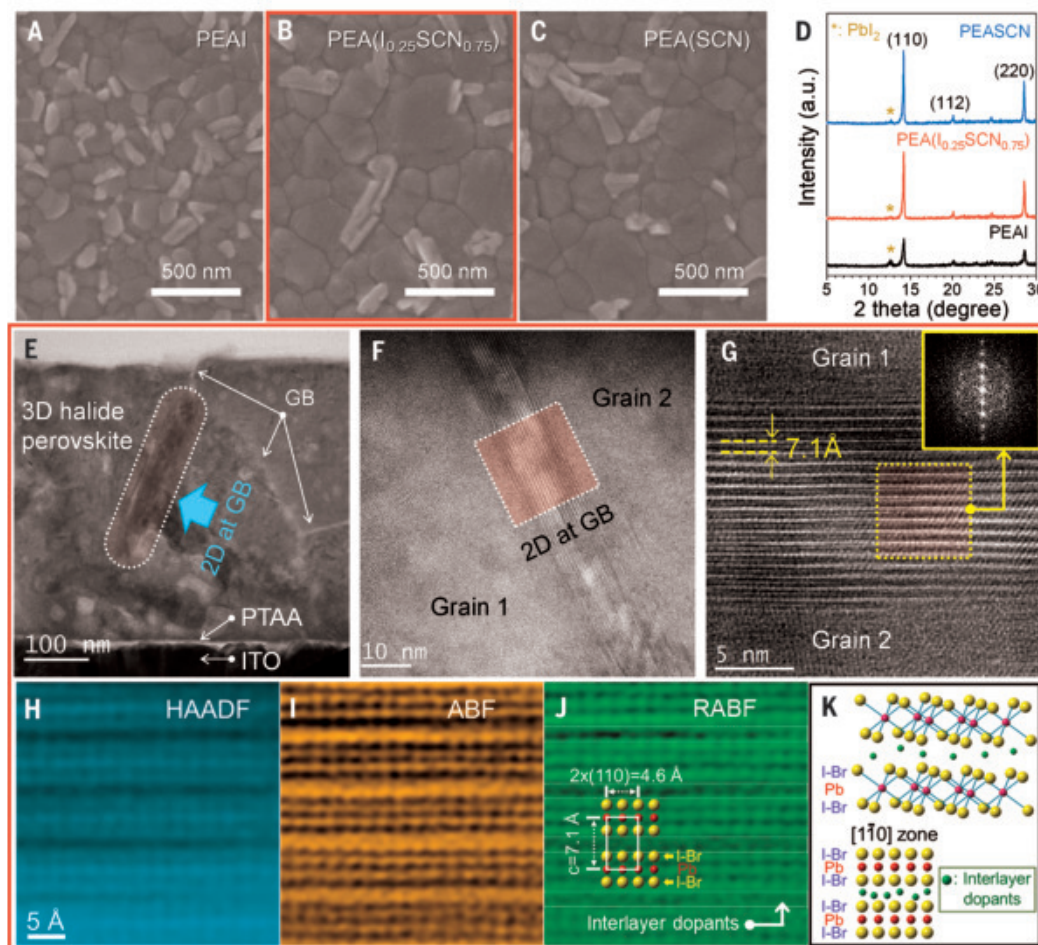 A
PEAI
500 nm
B
PEA(I₀.₂₅SCN₀.₇₅)
500 nm
C
PEA(SCN)
500 nm
D
*: PbI₂
(110)
PEASCN
(112)
(220)
PEA(I₀.₂₅SCN₀.₇₅)
PEAI
Intensity (a.u.)
5 10 15 20 25 30
2 theta (degree)
E
3D halide
perovskite
GB
2D at GB
PTAA
ITO
100 nm
F
Grain 2
2D at GB
Grain 1
10 nm
G
Grain 1
7.1Å
Grain 2
5 nm
H
HAADF
5 Å
I
ABF
J
RABF
2x(110)=4.6 Å
c=7.1 Å
I-Br
Pb
I-Br
Interlayer dopants
K
I-Br
Pb
I-Br
[11̄0] zone
I-Br
Pb
I-Br
I-Br
Pb
I-Br
: Interlayer
dopants